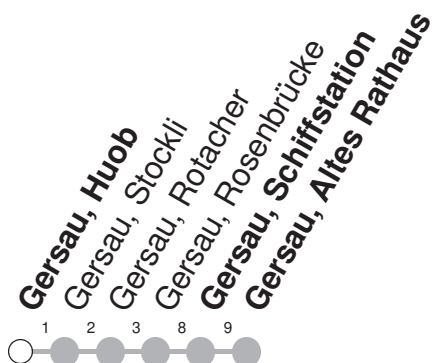 Gersau, Huob
Gersau, Stockli
Gersau, Rotacher
Gersau, Rosenbrücke
Gersau, Schiffstation
Gersau, Altes Rathaus
1 2 3 8 9